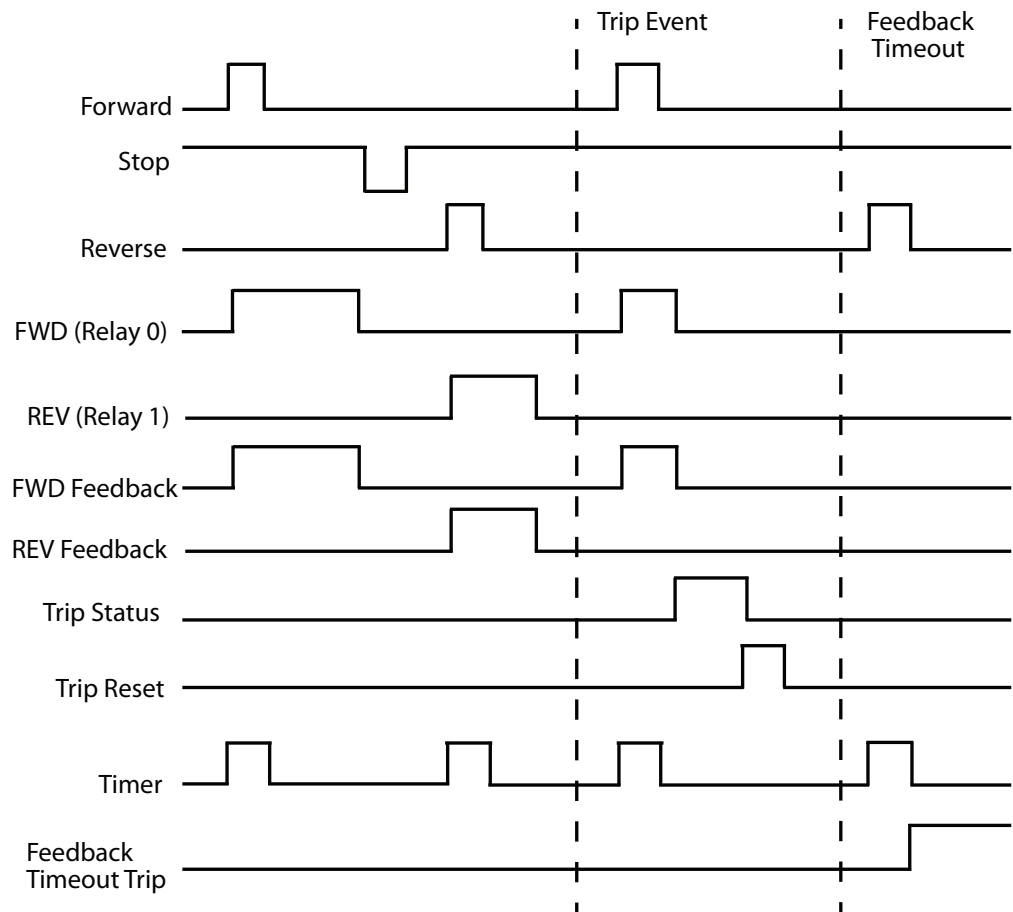 Trip Event
Feedback
Timeout
Forward
Stop
Reverse
FWD (Relay 0)
REV (Relay 1)
FWD Feedback
REV Feedback
Trip Status
Trip Reset
Timer
Feedback
Timeout Trip